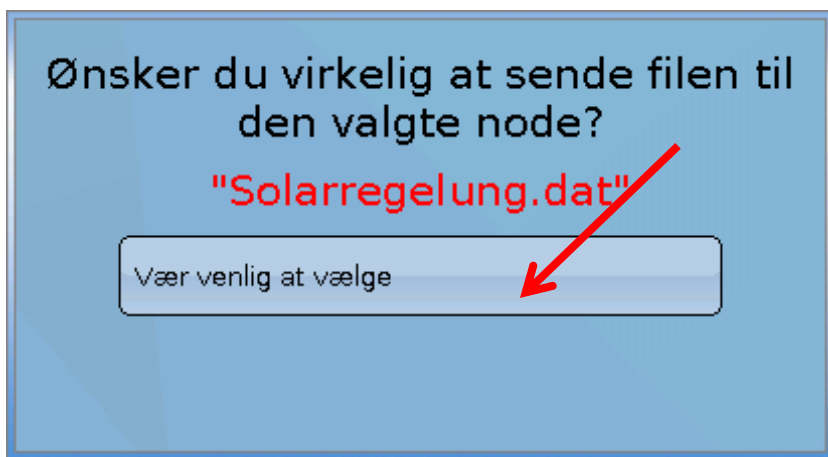 Ønsker du virkelig at sende filen til
den valgte node?
"Solarregelung.dat"
Vær venlig at vælge